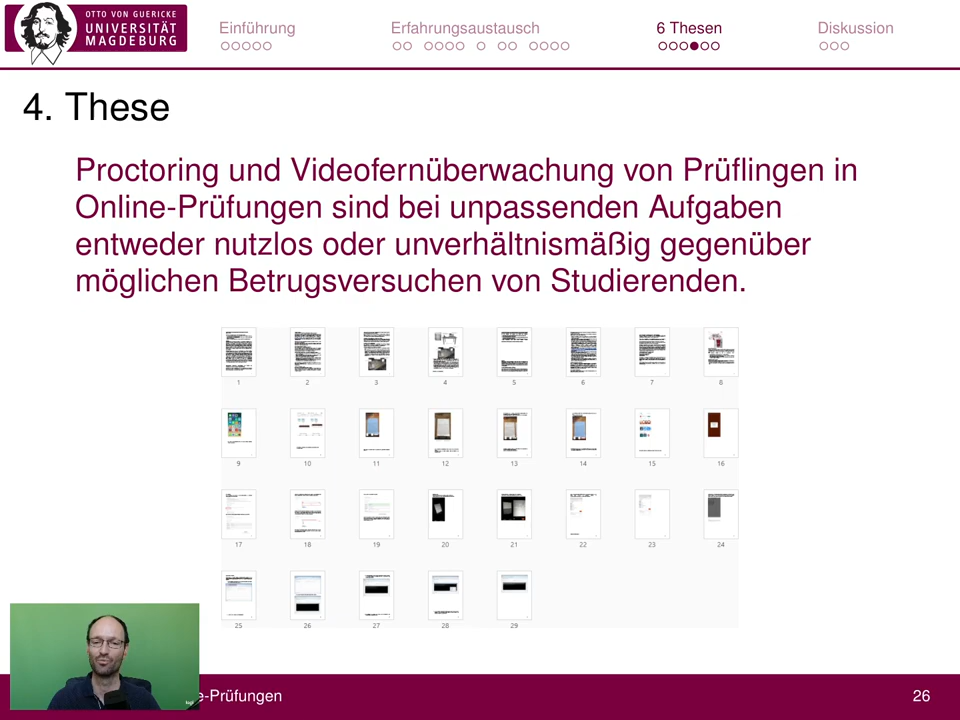 OTTO VON GUERICKE
UNIVERSITÄT
MAGDEBURG
Einführung
Erfahrungsaustausch
6 Thesen
Diskussion
4. These
Proctoring und Videofernüberwachung von Prüflingen in
Online-Prüfungen sind bei unpassenden Aufgaben
entweder nutzlos oder unverhältnismäßig gegenüber
möglichen Betrugsversuchen von Studierenden.
1 2 3 4 5 6 7 8
9 10 11 12 13 14 15 16
17 18 19 20 21 22 23 24
25 26 27 28 29
e-Prüfungen
26